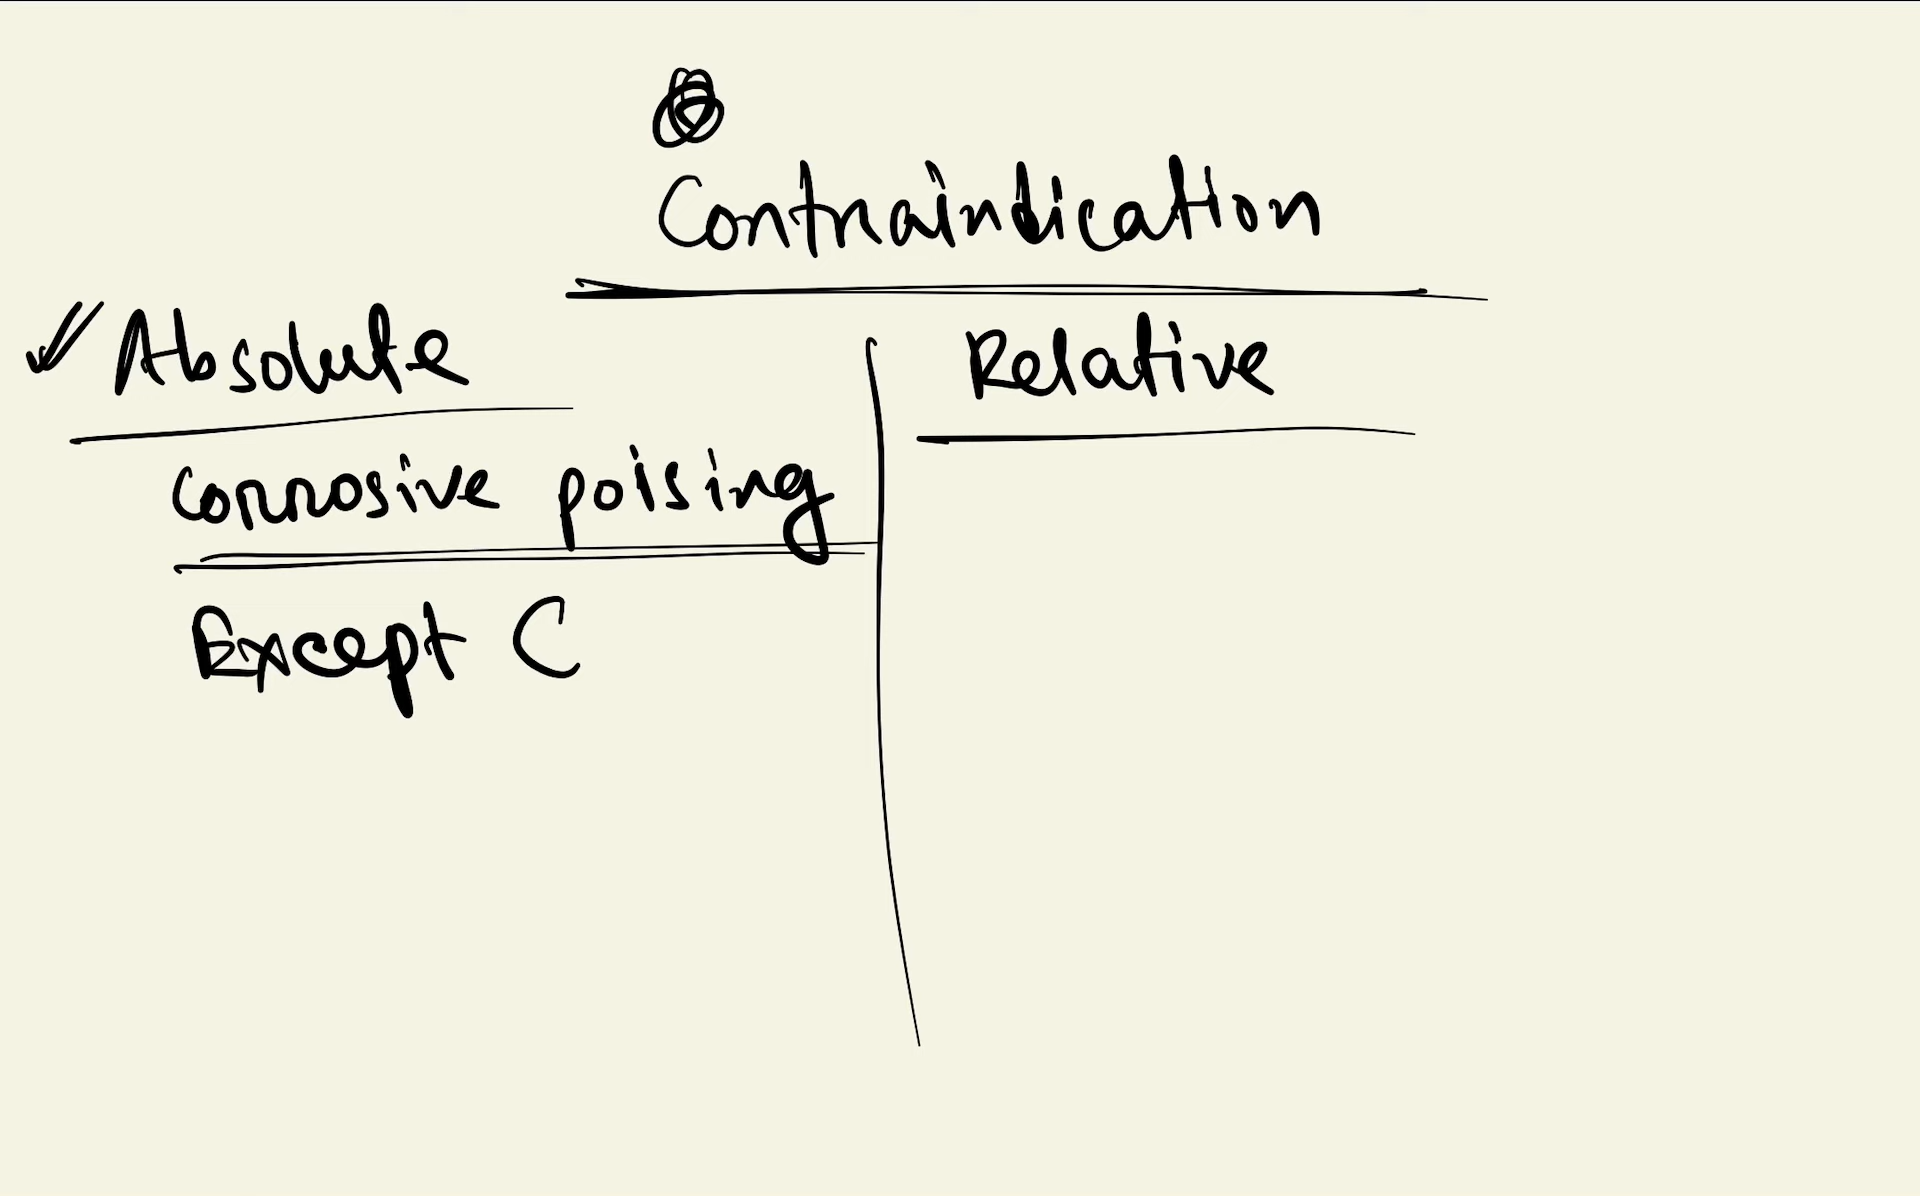 Contraindication
Absolute
Relative
corrosive poising
Except C